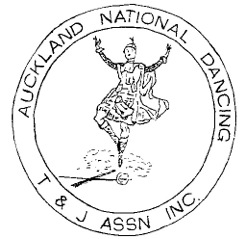 AUCKLAND NATIONAL DANCING
T & J ASSN INC.